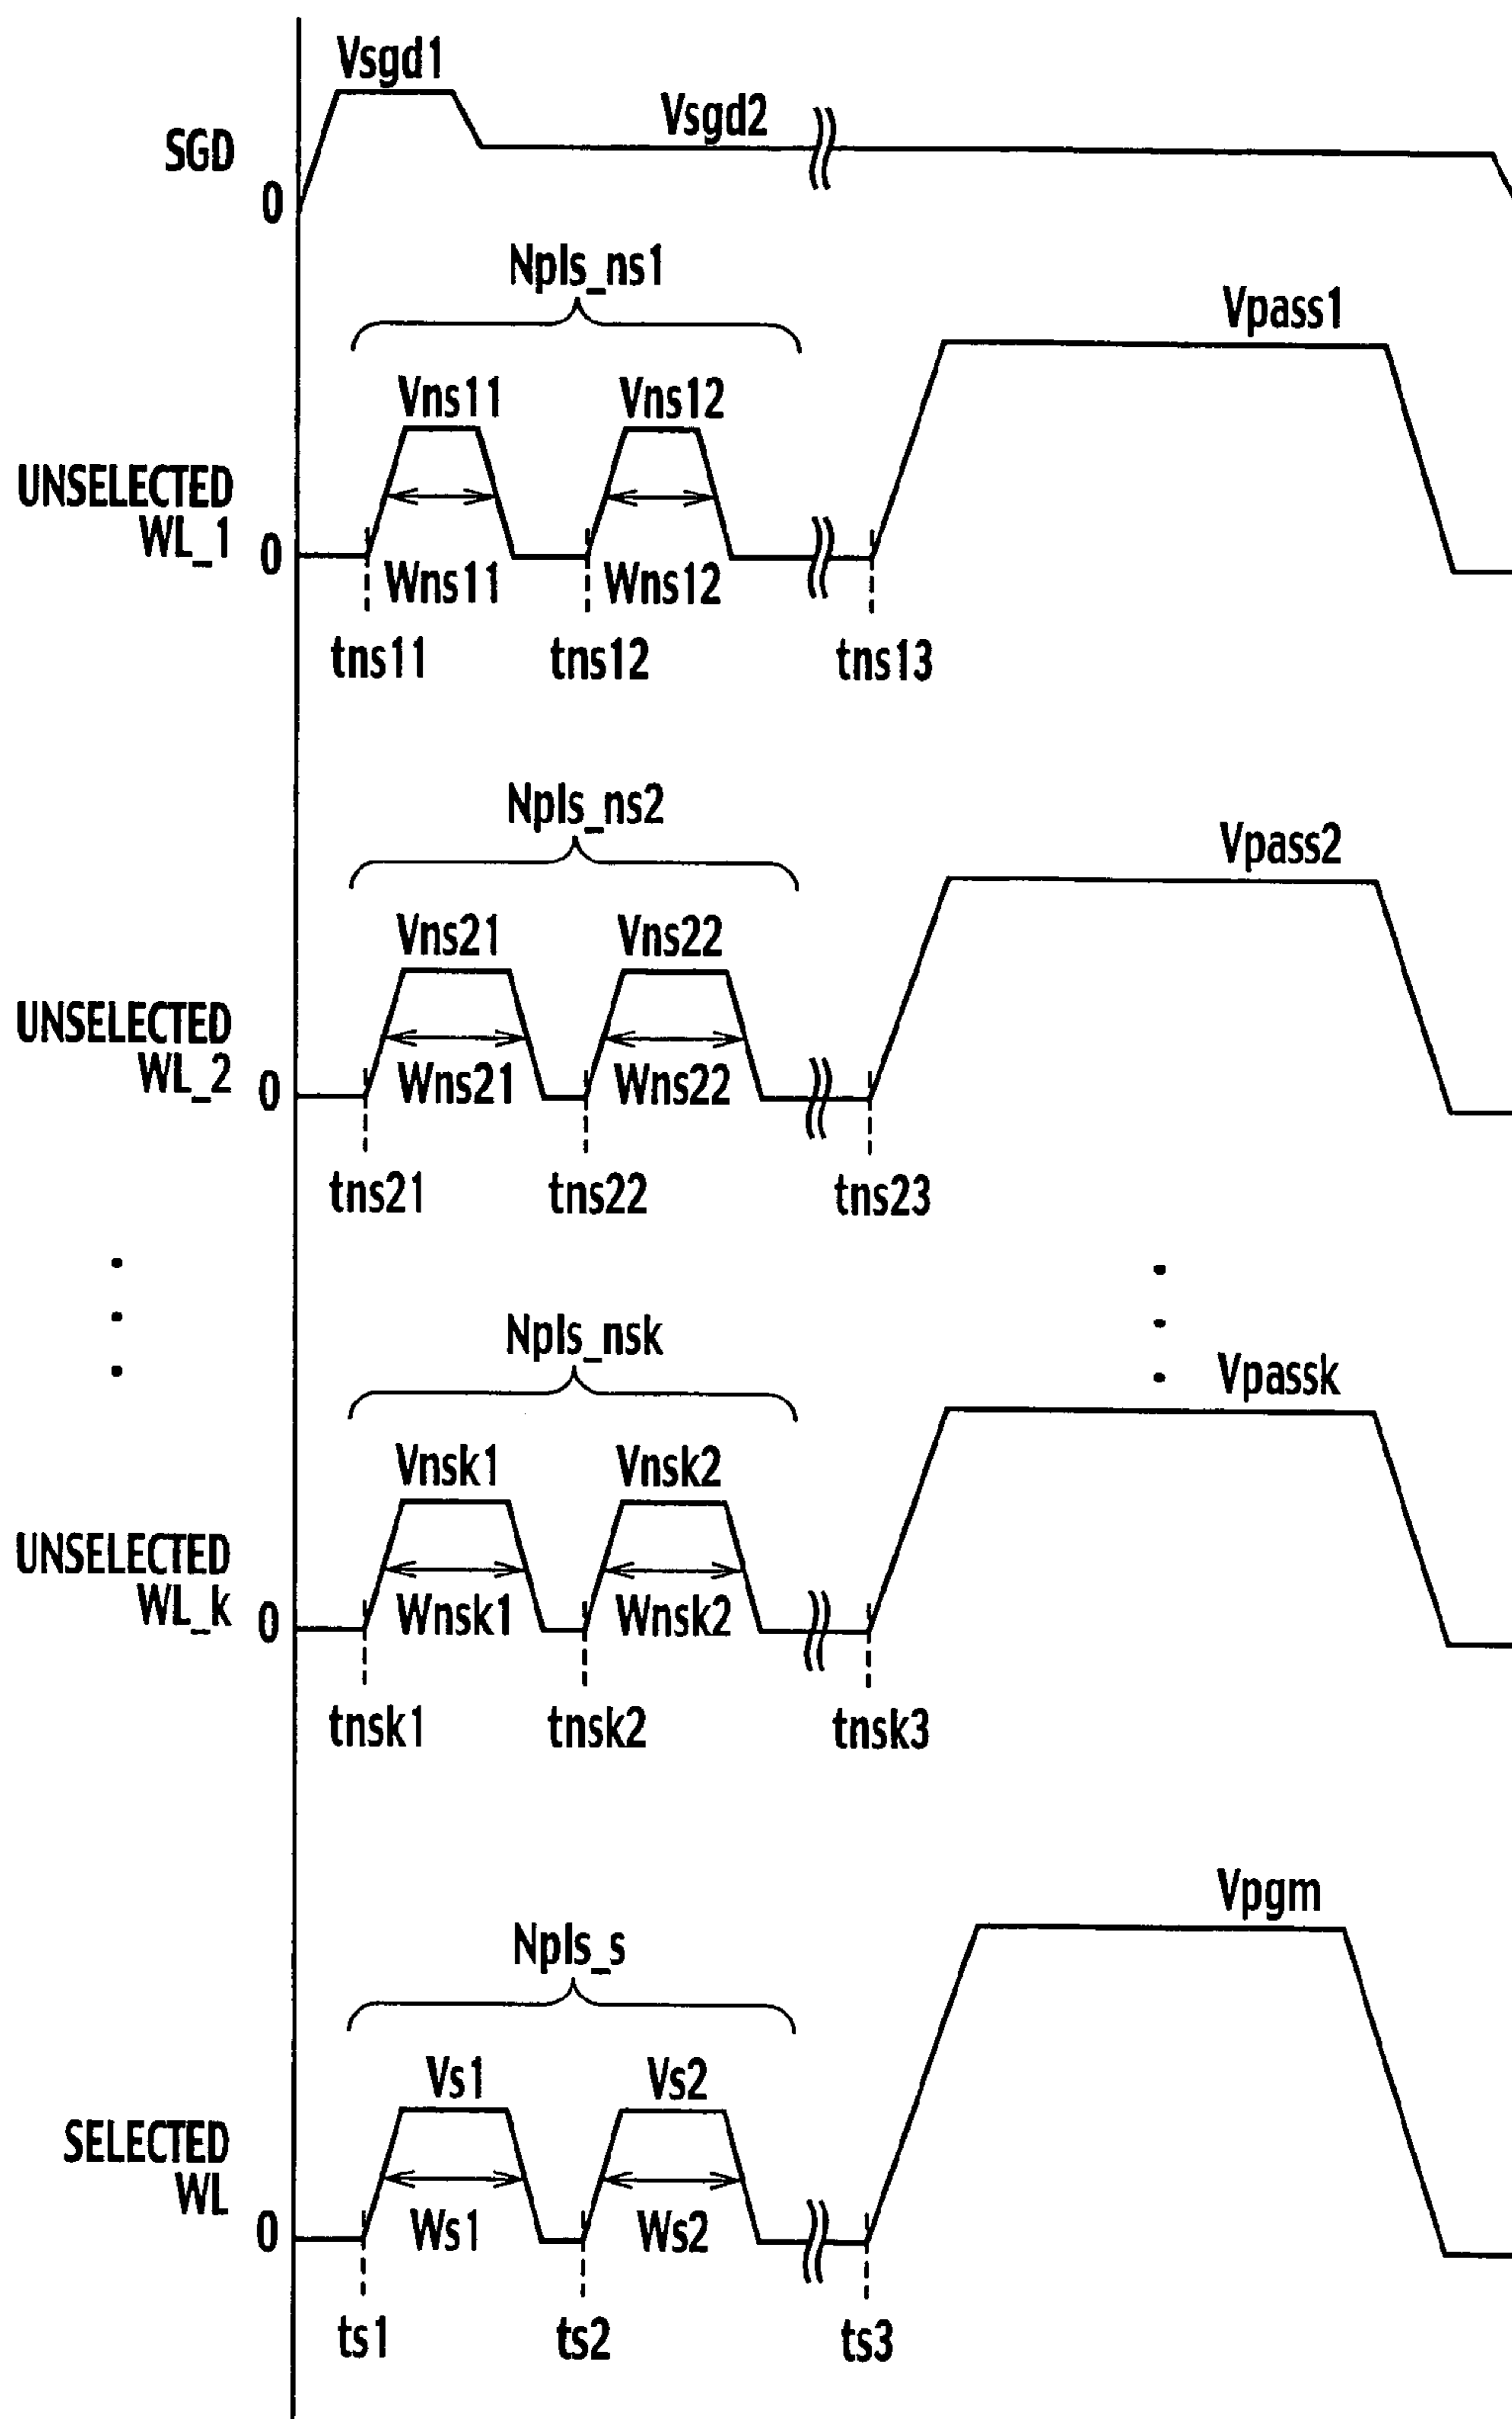 Vsgd1
Vsgd2
SGD
0
Npls_ns1
Vpass1
Vns11 Vns12
UNSELECTED
WL_1
0
Wns11 Wns12
tns11 tns12 tns13
Npls_ns2
Vpass2
Vns21 Vns22
UNSELECTED
WL_2
0
Wns21 Wns22
tns21 tns22 tns23
Npls_nsk
Vpassk
Vnsk1 Vnsk2
UNSELECTED
WL_k
0
Wnsk1 Wnsk2
tnsk1 tnsk2 tnsk3
Vpgm
Npls_s
Vs1 Vs2
SELECTED
WL
0
Ws1 Ws2
ts1 ts2 ts3